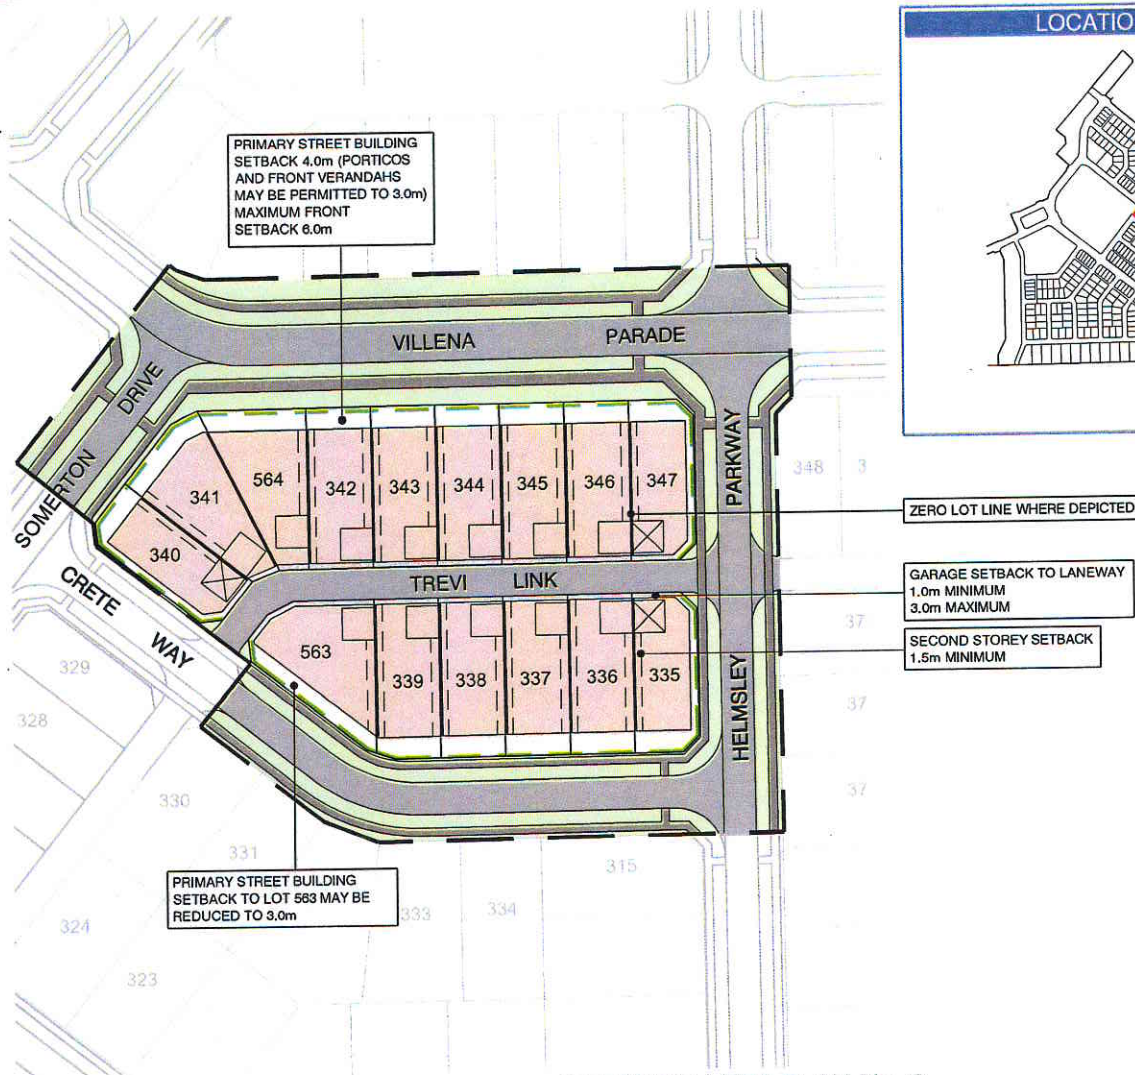 LOCATIO
PRIMARY STREET BUILDING
SETBACK 4.0m (PORTICOS
AND FRONT VERANDAHS
MAY BE PERMITTED TO 3.0m)
MAXIMUM FRONT
SETBACK 6.0m
VILLENA PARADE
SOMERTON DRIVE
PARKWAY
HELMSLEY
341
564
342
343
344
345
346
347
340
348
3
ZERO LOT LINE WHERE DEPICTED
TREVI LINK
CRETE WAY
GARAGE SETBACK TO LANEWAY
1.0m MINIMUM
3.0m MAXIMUM
37
SECOND STOREY SETBACK
1.5m MINIMUM
563
339
338
337
336
335
329
328
37
37
330
331
315
PRIMARY STREET BUILDING
SETBACK TO LOT 563 MAY BE
REDUCED TO 3.0m
333
334
324
323